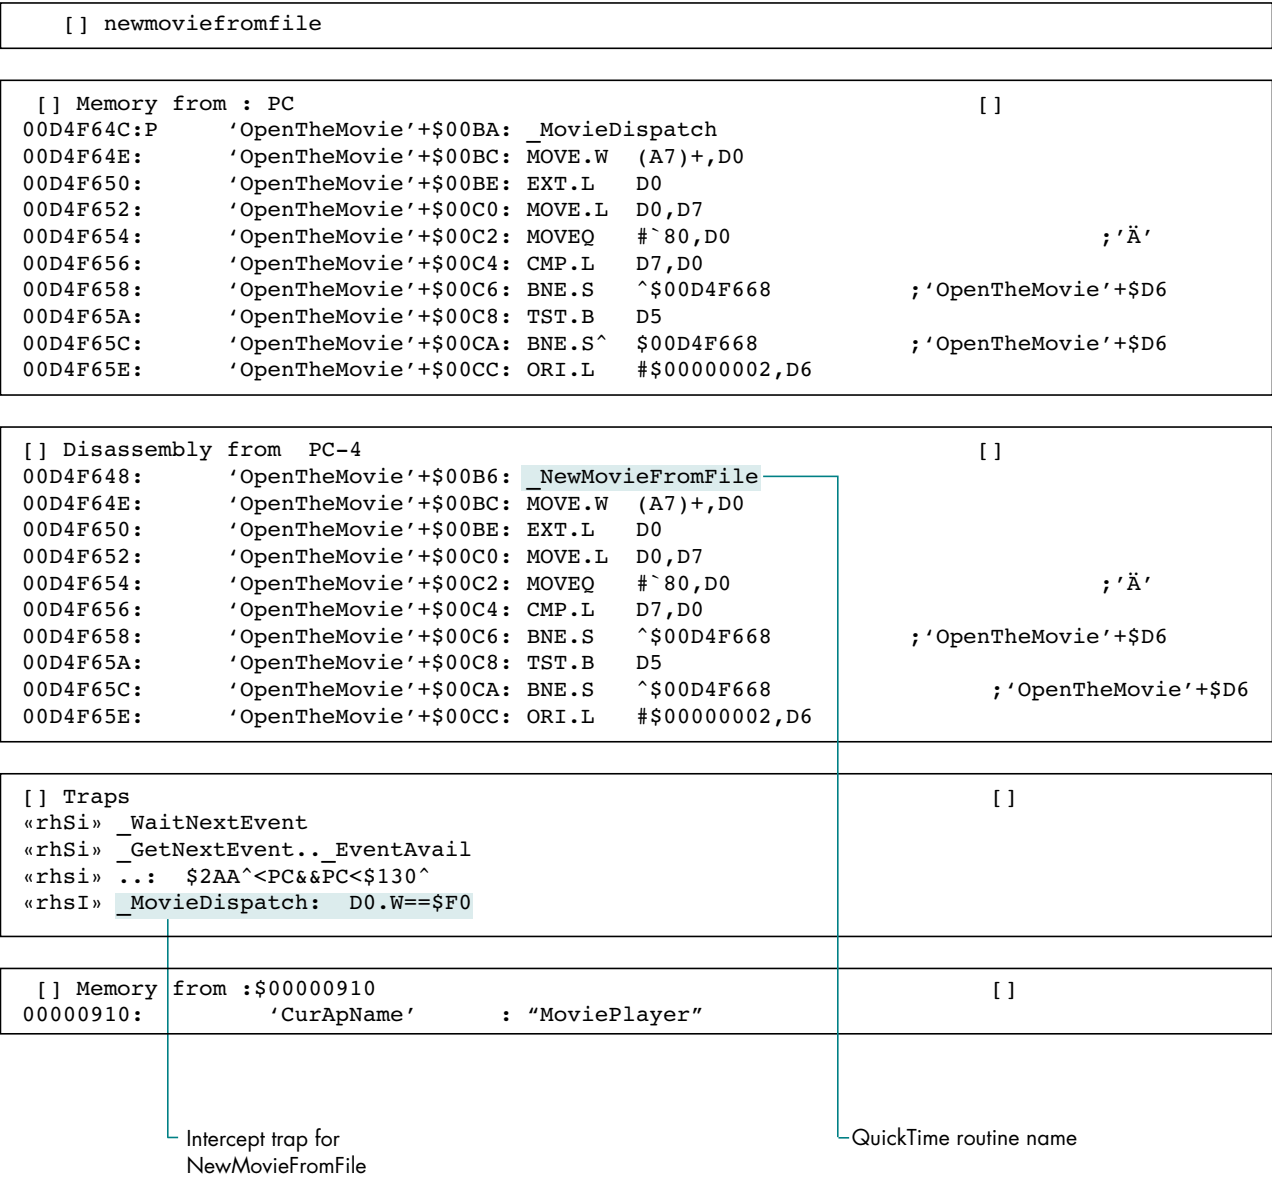 [] newmoviefromfile
[] Memory from : PC []
00D4F64C:P ‘OpenTheMovie’+$00BA: _MovieDispatch
00D4F64E: ‘OpenTheMovie’+$00BC: MOVE.W (A7)+,D0
00D4F650: ‘OpenTheMovie’+$00BE: EXT.L D0
00D4F652: ‘OpenTheMovie’+$00C0: MOVE.L D0,D7
00D4F654: ‘OpenTheMovie’+$00C2: MOVEQ #`80,D0 ;’Ä’
00D4F656: ‘OpenTheMovie’+$00C4: CMP.L D7,D0
00D4F658: ‘OpenTheMovie’+$00C6: BNE.S ^$00D4F668 ;‘OpenTheMovie’+$D6
00D4F65A: ‘OpenTheMovie’+$00C8: TST.B D5
00D4F65C: ‘OpenTheMovie’+$00CA: BNE.S^ $00D4F668 ;‘OpenTheMovie’+$D6
00D4F65E: ‘OpenTheMovie’+$00CC: ORI.L #$00000002,D6
[] Disassembly from PC-4 []
00D4F648: ‘OpenTheMovie’+$00B6: _NewMovieFromFile
00D4F64E: ‘OpenTheMovie’+$00BC: MOVE.W (A7)+,D0
00D4F650: ‘OpenTheMovie’+$00BE: EXT.L D0
00D4F652: ‘OpenTheMovie’+$00C0: MOVE.L D0,D7
00D4F654: ‘OpenTheMovie’+$00C2: MOVEQ #`80,D0 ;’Ä’
00D4F656: ‘OpenTheMovie’+$00C4: CMP.L D7,D0
00D4F658: ‘OpenTheMovie’+$00C6: BNE.S ^$00D4F668 ;‘OpenTheMovie’+$D6
00D4F65A: ‘OpenTheMovie’+$00C8: TST.B D5
00D4F65C: ‘OpenTheMovie’+$00CA: BNE.S ^$00D4F668 ;‘OpenTheMovie’+$D6
00D4F65E: ‘OpenTheMovie’+$00CC: ORI.L #$00000002,D6
[] Traps []
«rhSi» _WaitNextEvent
«rhSi» _GetNextEvent.._EventAvail
«rhsi» ..: $2AA^<PC&&PC<$130^
«rhsI» _MovieDispatch: D0.W==$F0
[] Memory from :$00000910 []
00000910: ‘CurApName’ : “MoviePlayer”
Intercept trap for
NewMovieFromFile
QuickTime routine name